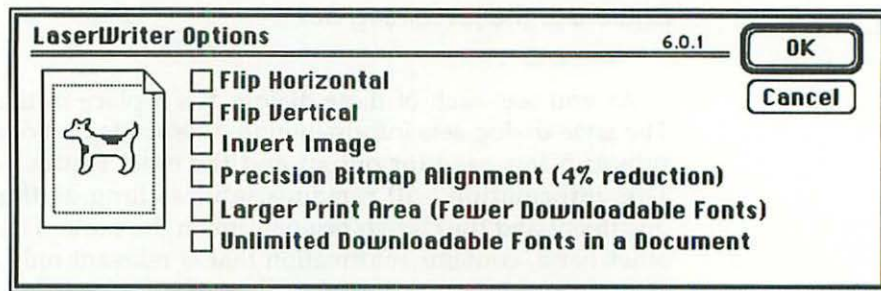 LaserWriter Options 6.0.1 OK
Cancel
Flip Horizontal
Flip Vertical
Invert Image
Precision Bitmap Alignment (4% reduction)
Larger Print Area (Fewer Downloadable Fonts)
Unlimited Downloadable Fonts in a Document